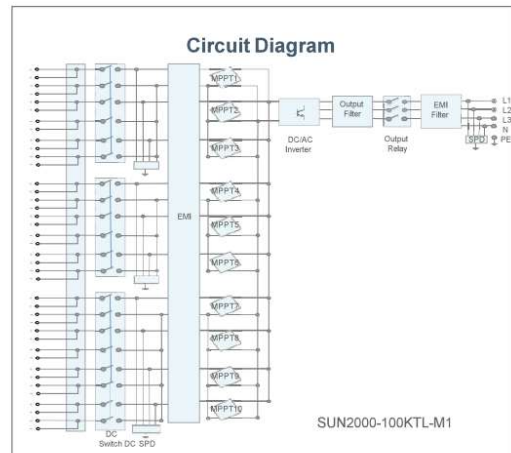 Circuit Diagram
MPPT1
MPPT2
MPPT3
MPPT4
EMI
MPPT5
MPPT6
MPPT7
MPPT8
MPPT9
MPPT10
DC/AC
Inverter
Output
Filter
Output
Relay
EMI
Filter
L1
L2
L3
N
PE
SPD
DC
Switch DC SPD
SUN2000-100KTL-M1